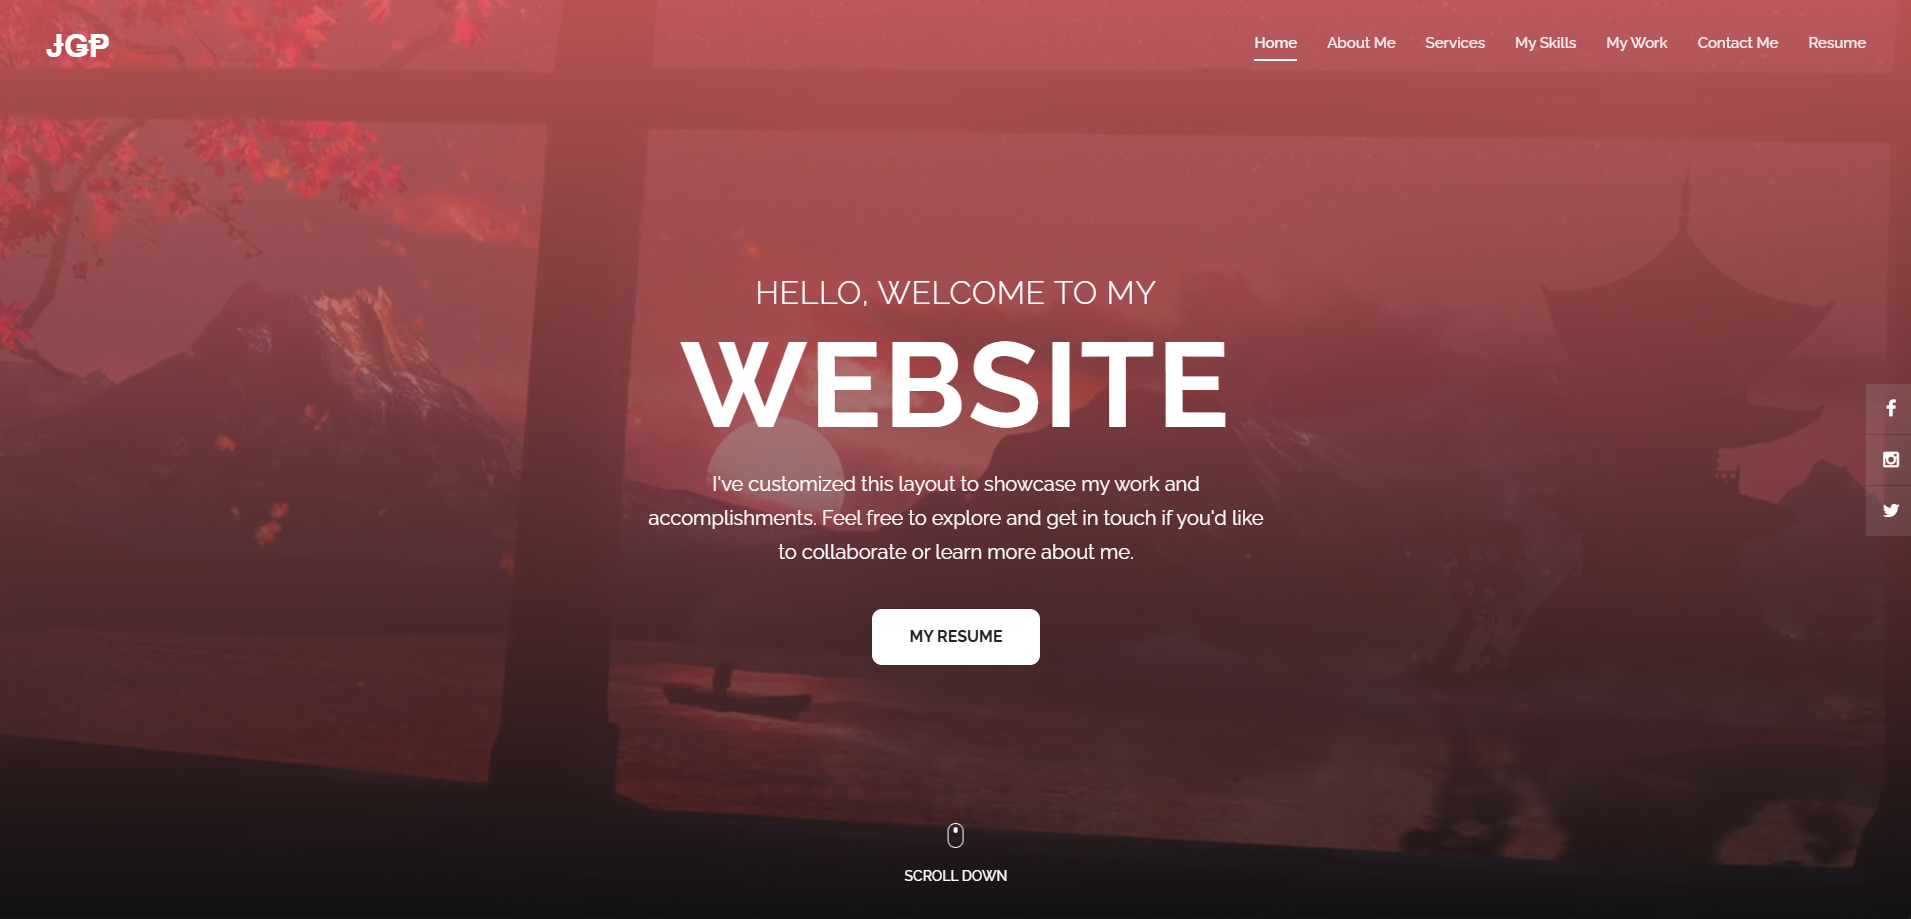 JGP
Home
About Me
Services
My Skills
My Work
Contact Me
Resume
HELLO, WELCOME TO MY
WEBSITE
I've customized this layout to showcase my work and
accomplishments. Feel free to explore and get in touch if you'd like
to collaborate or learn more about me.
MY RESUME
SCROLL DOWN